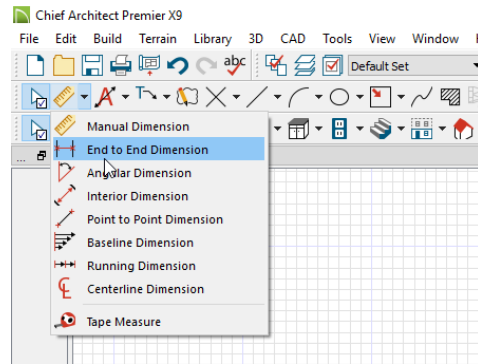 Chief Architect Premier X9
File Edit Build Terrain Library 3D CAD Tools View Window
abc Default Set
Manual Dimension
End to End Dimension
Angular Dimension
Interior Dimension
Point to Point Dimension
Baseline Dimension
Running Dimension
Centerline Dimension
Tape Measure